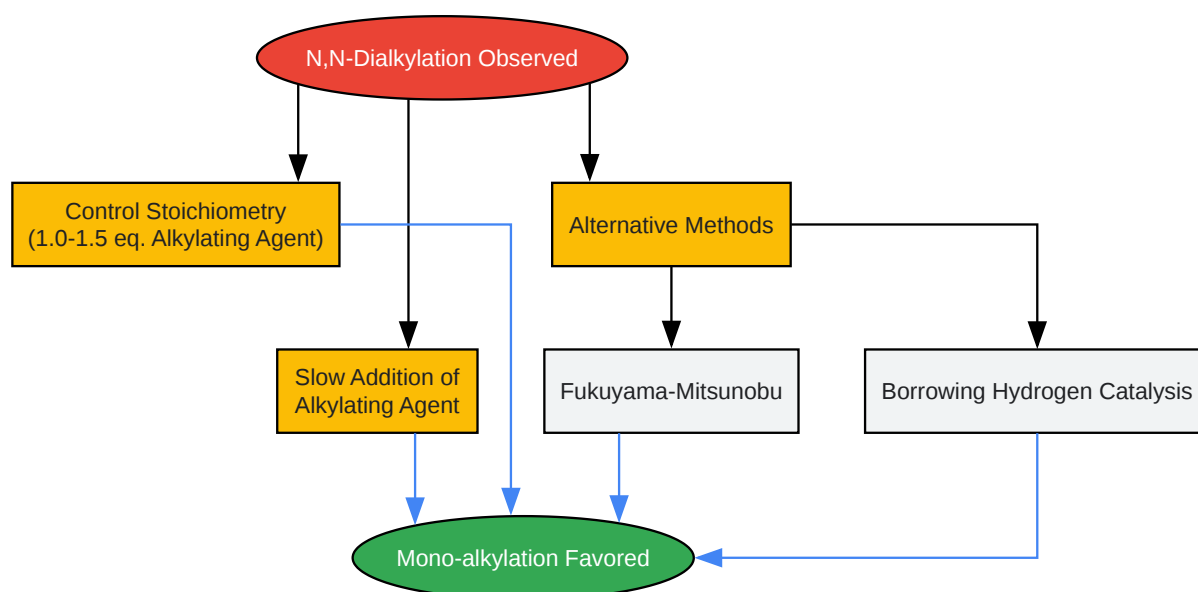 N,N-Dialkylation Observed
Control Stoichiometry
(1.0-1.5 eq. Alkylating Agent)
Alternative Methods
Slow Addition of
Alkylating Agent
Fukuyama-Mitsunobu
Borrowing Hydrogen Catalysis
Mono-alkylation Favored